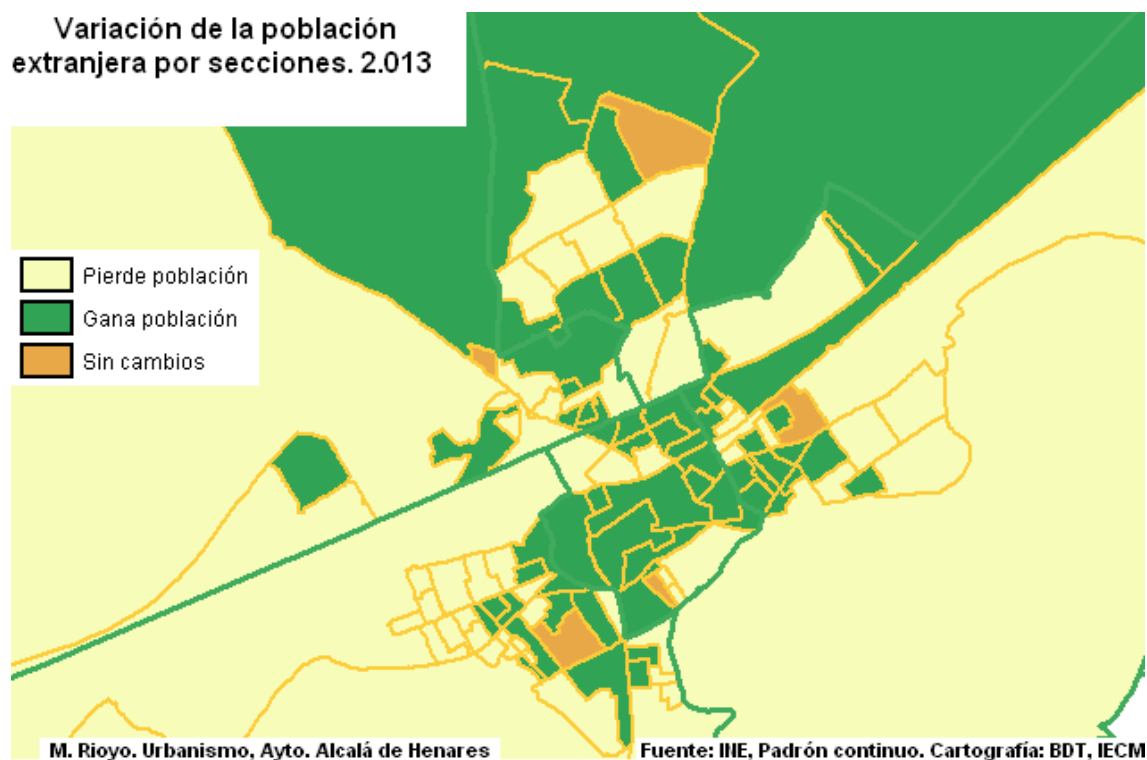 Variación de la población
extranjera por secciones. 2.013
Pierde población
Gana población
Sin cambios
M. Rioyo. Urbanismo, Ayto. Alcalá de Henares
Fuente: INE, Padrón continuo. Cartografía: BDT, IECM